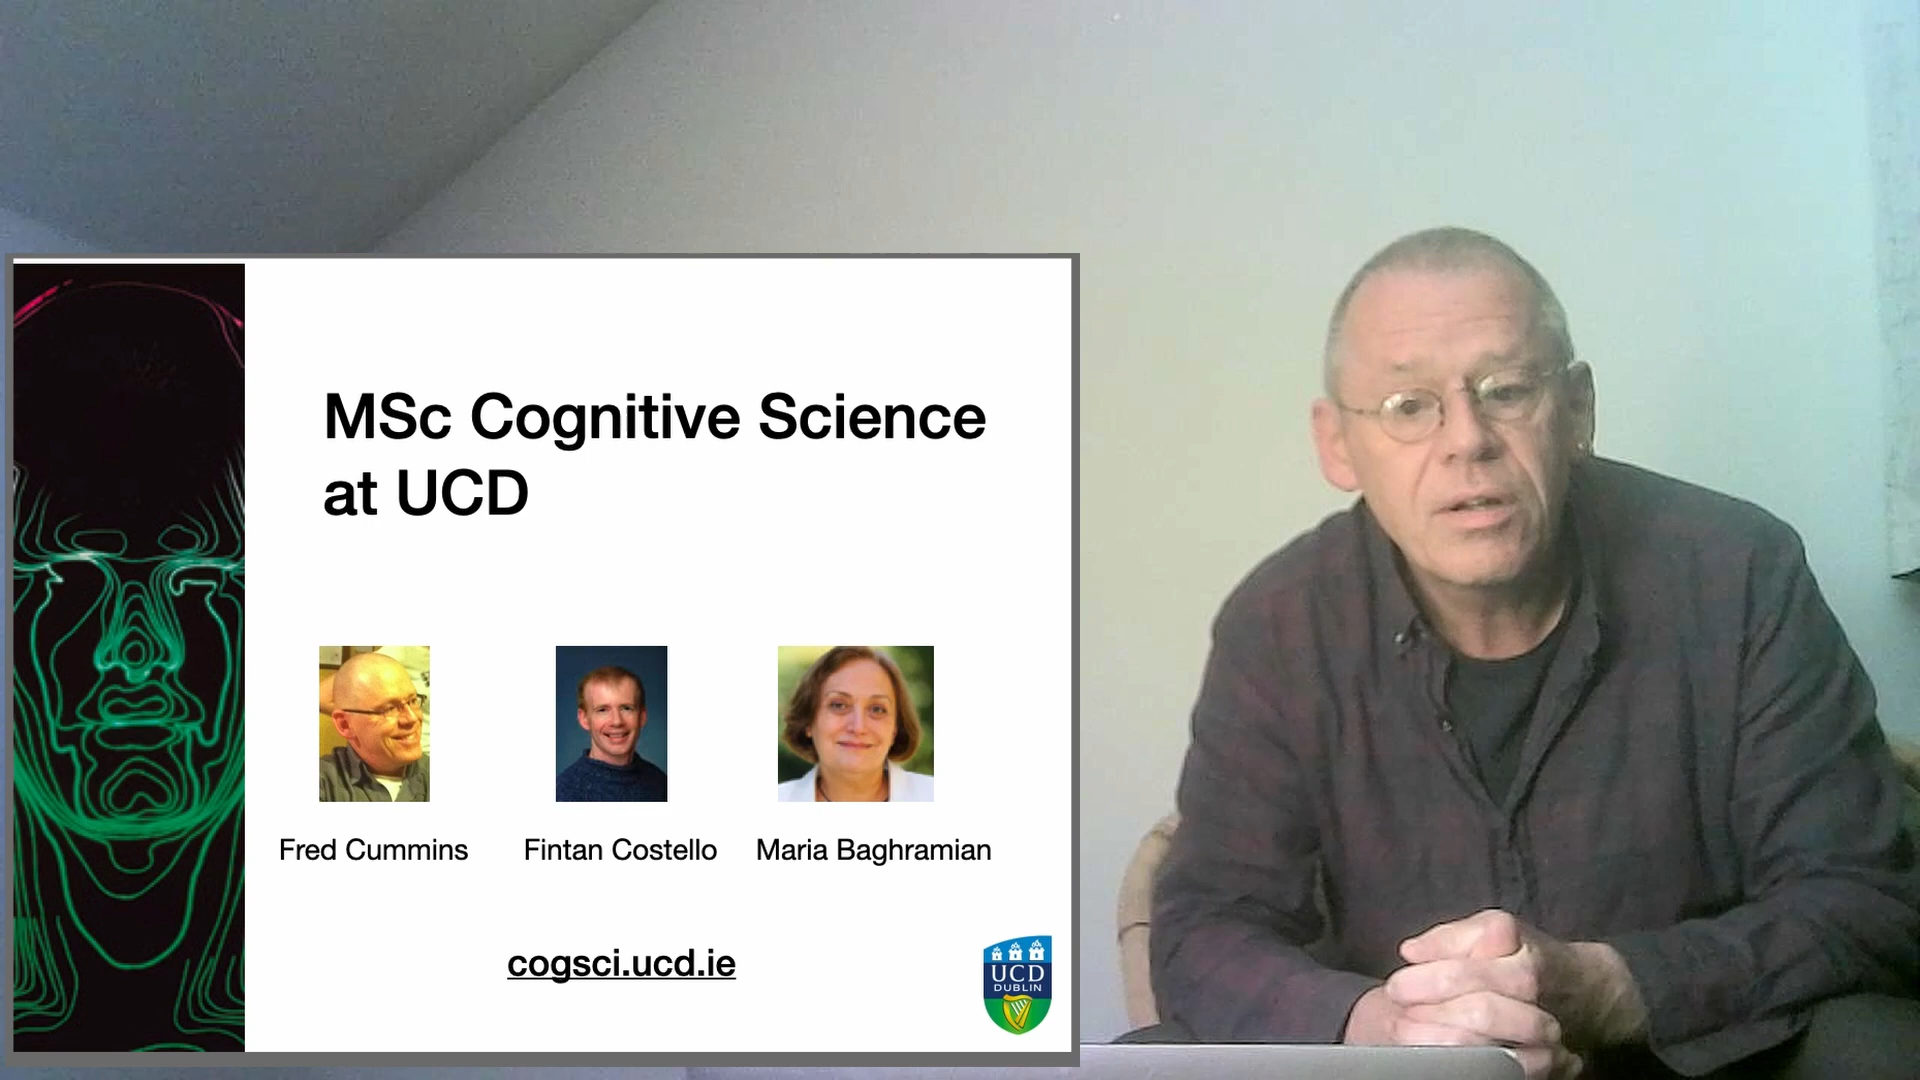 MSc Cognitive Science
at UCD
Fred Cummins
Fintan Costello
Maria Baghramian
cogsci.ucd.ie
UCD
DUBLIN